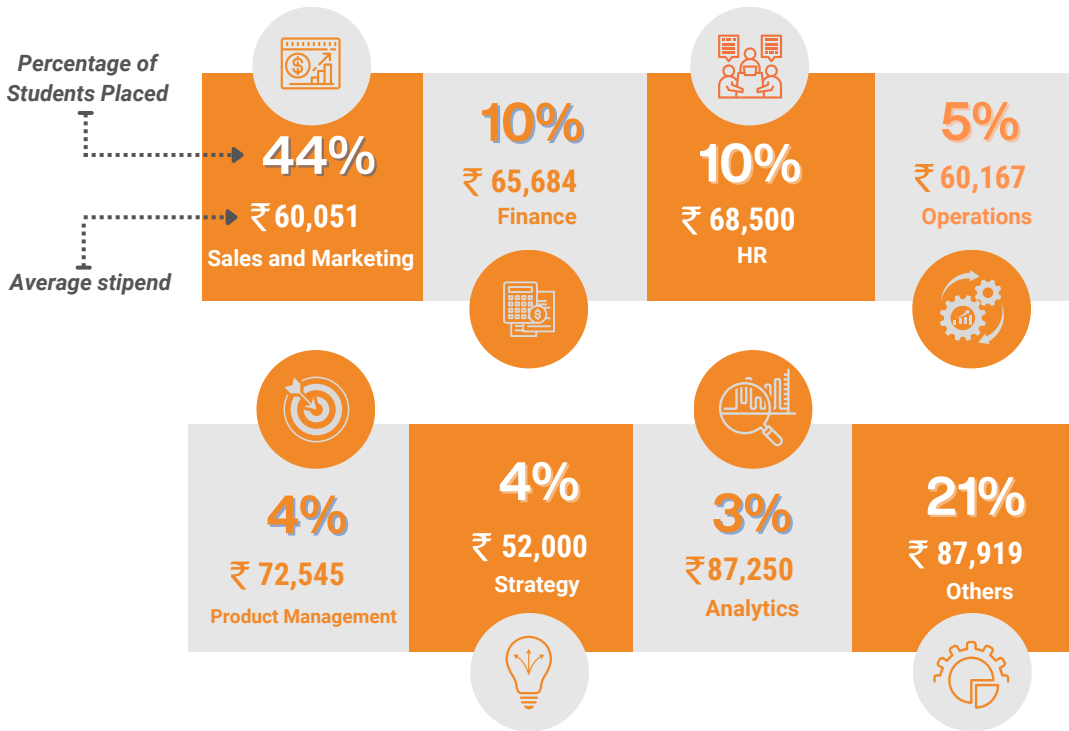 Percentage of
Students Placed
Average stipend
44%
₹ 60,051
Sales and Marketing
10%
₹ 65,684
Finance
10%
₹ 68,500
HR
5%
₹ 60,167
Operations
4%
₹ 72,545
Product Management
4%
₹ 52,000
Strategy
3%
₹ 87,250
Analytics
21%
₹ 87,919
Others